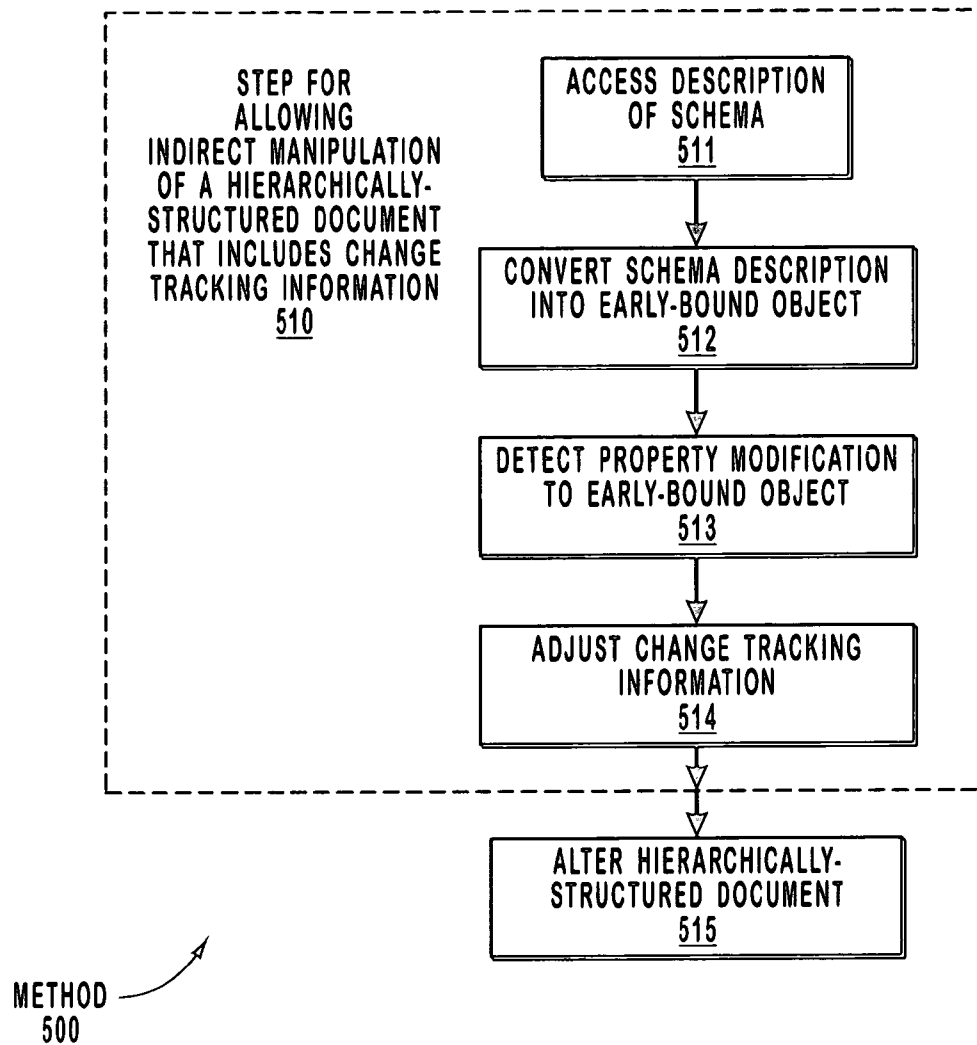 STEP FOR
ALLOWING
INDIRECT MANIPULATION
OF A HIERARCHICALLY-
STRUCTURED DOCUMENT
THAT INCLUDES CHANGE
TRACKING INFORMATION
510
ACCESS DESCRIPTION
OF SCHEMA
511
CONVERT SCHEMA DESCRIPTION
INTO EARLY-BOUND OBJECT
512
DETECT PROPERTY MODIFICATION
TO EARLY-BOUND OBJECT
513
ADJUST CHANGE TRACKING
INFORMATION
514
ALTER HIERARCHICALLY-
STRUCTURED DOCUMENT
515
METHOD
500